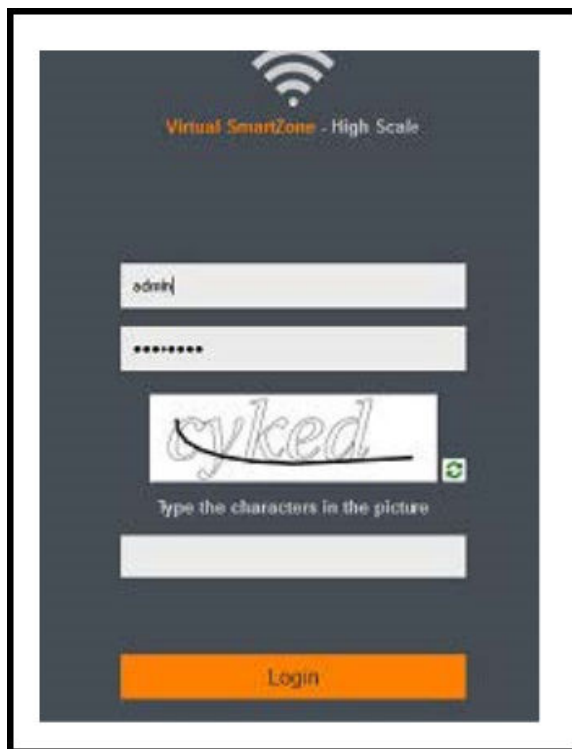 Virtual SmartZone - High Scale
admin
••••••••
cyked
Type the characters in the picture
Login